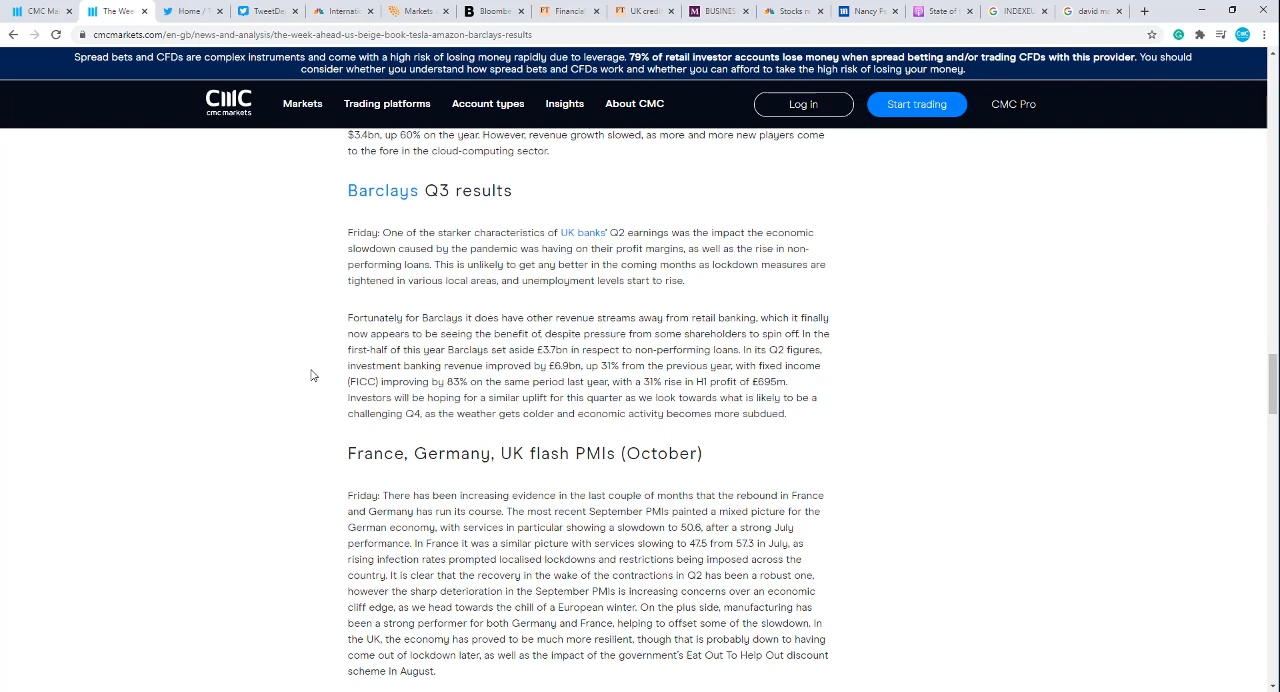 CMC Ma
The Wee
Home / T
TweetDe
Internatio
Markets
Bloombe
Financial
UK credi
BUSINES
Stocks ne
Nancy Pe
State of
INDEXEU
david ma
cmcmarkets.com/en-gb/news-and-analysis/the-week-ahead-us-beige-book-tesla-amazon-barclays-results
Spread bets and CFDs are complex instruments and come with a high risk of losing money rapidly due to leverage. 79% of retail investor accounts lose money when spread betting and/or trading CFDs with this provider. You should
consider whether you understand how spread bets and CFDs work and whether you can afford to take the high risk of losing your money.
CMC
cmc markets
Markets
Trading platforms
Account types
Insights
About CMC
Log in
Start trading
CMC Pro
$3.4bn, up 60% on the year. However, revenue growth slowed, as more and more new players come
to the fore in the cloud-computing sector.
Barclays Q3 results
Friday: One of the starker characteristics of UK banks' Q2 earnings was the impact the economic
slowdown caused by the pandemic was having on their profit margins, as well as the rise in non-
performing loans. This is unlikely to get any better in the coming months as lockdown measures are
tightened in various local areas, and unemployment levels start to rise.
Fortunately for Barclays it does have other revenue streams away from retail banking, which it finally
now appears to be seeing the benefit of, despite pressure from some shareholders to spin off. In the
first-half of this year Barclays set aside £3.7bn in respect to non-performing loans. In its Q2 figures,
investment banking revenue improved by £6.9bn, up 31% from the previous year, with fixed income
(FICC) improving by 83% on the same period last year, with a 31% rise in H1 profit of £695m.
Investors will be hoping for a similar uplift for this quarter as we look towards what is likely to be a
challenging Q4, as the weather gets colder and economic activity becomes more subdued.
France, Germany, UK flash PMIs (October)
Friday: There has been increasing evidence in the last couple of months that the rebound in France
and Germany has run its course. The most recent September PMIs painted a mixed picture for the
German economy, with services in particular showing a slowdown to 50.6, after a strong July
performance. In France it was a similar picture with services slowing to 47.5 from 57.3 in July, as
rising infection rates prompted localised lockdowns and restrictions being imposed across the
country. It is clear that the recovery in the wake of the contractions in Q2 has been a robust one,
however the sharp deterioration in the September PMIs is increasing concerns over an economic
cliff edge, as we head towards the chill of a European winter. On the plus side, manufacturing has
been a strong performer for both Germany and France, helping to offset some of the slowdown. In
the UK, the economy has proved to be much more resilient, though that is probably down to having
come out of lockdown later, as well as the impact of the government's Eat Out To Help Out discount
scheme in August.